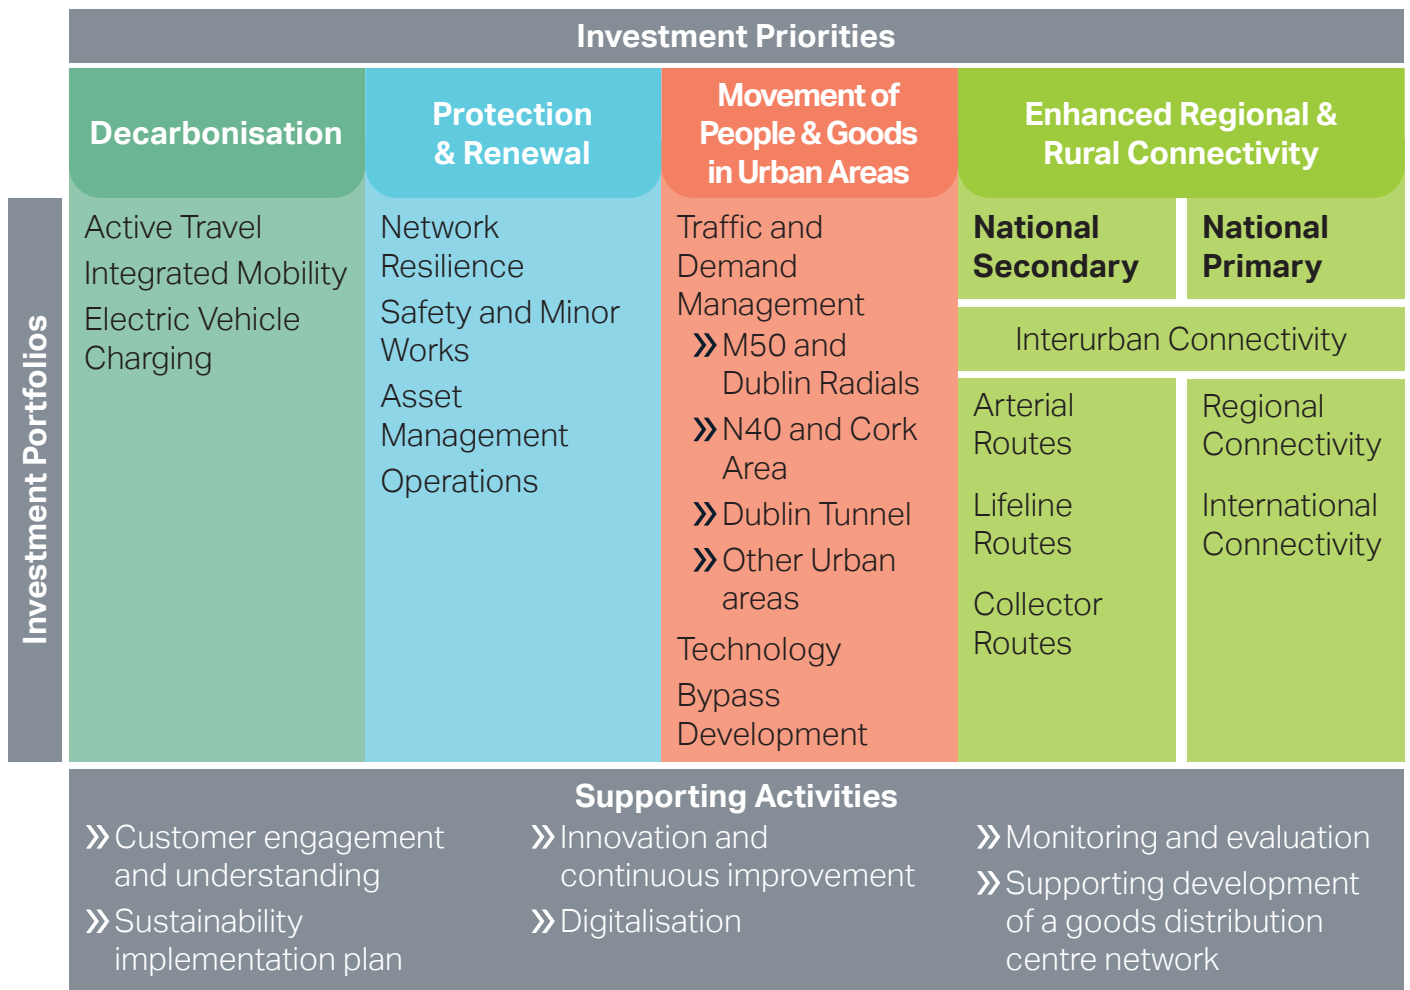 Investment Priorities
Decarbonisation
Protection
& Renewal
Movement of
People & Goods
in Urban Areas
Enhanced Regional &
Rural Connectivity
Investment Portfolios
Active Travel
Integrated Mobility
Electric Vehicle
Charging
Network
Resilience
Safety and Minor
Works
Asset
Management
Operations
Traffic and
Demand
Management
» M50 and
Dublin Radials
» N40 and Cork
Area
» Dublin Tunnel
» Other Urban
areas
Technology
Bypass
Development
National
Secondary
National
Primary
Interurban Connectivity
Arterial
Routes
Lifeline
Routes
Collector
Routes
Regional
Connectivity
International
Connectivity
Supporting Activities
» Customer engagement
and understanding
» Sustainability
implementation plan
» Innovation and
continuous improvement
» Digitalisation
» Monitoring and evaluation
» Supporting development
of a goods distribution
centre network